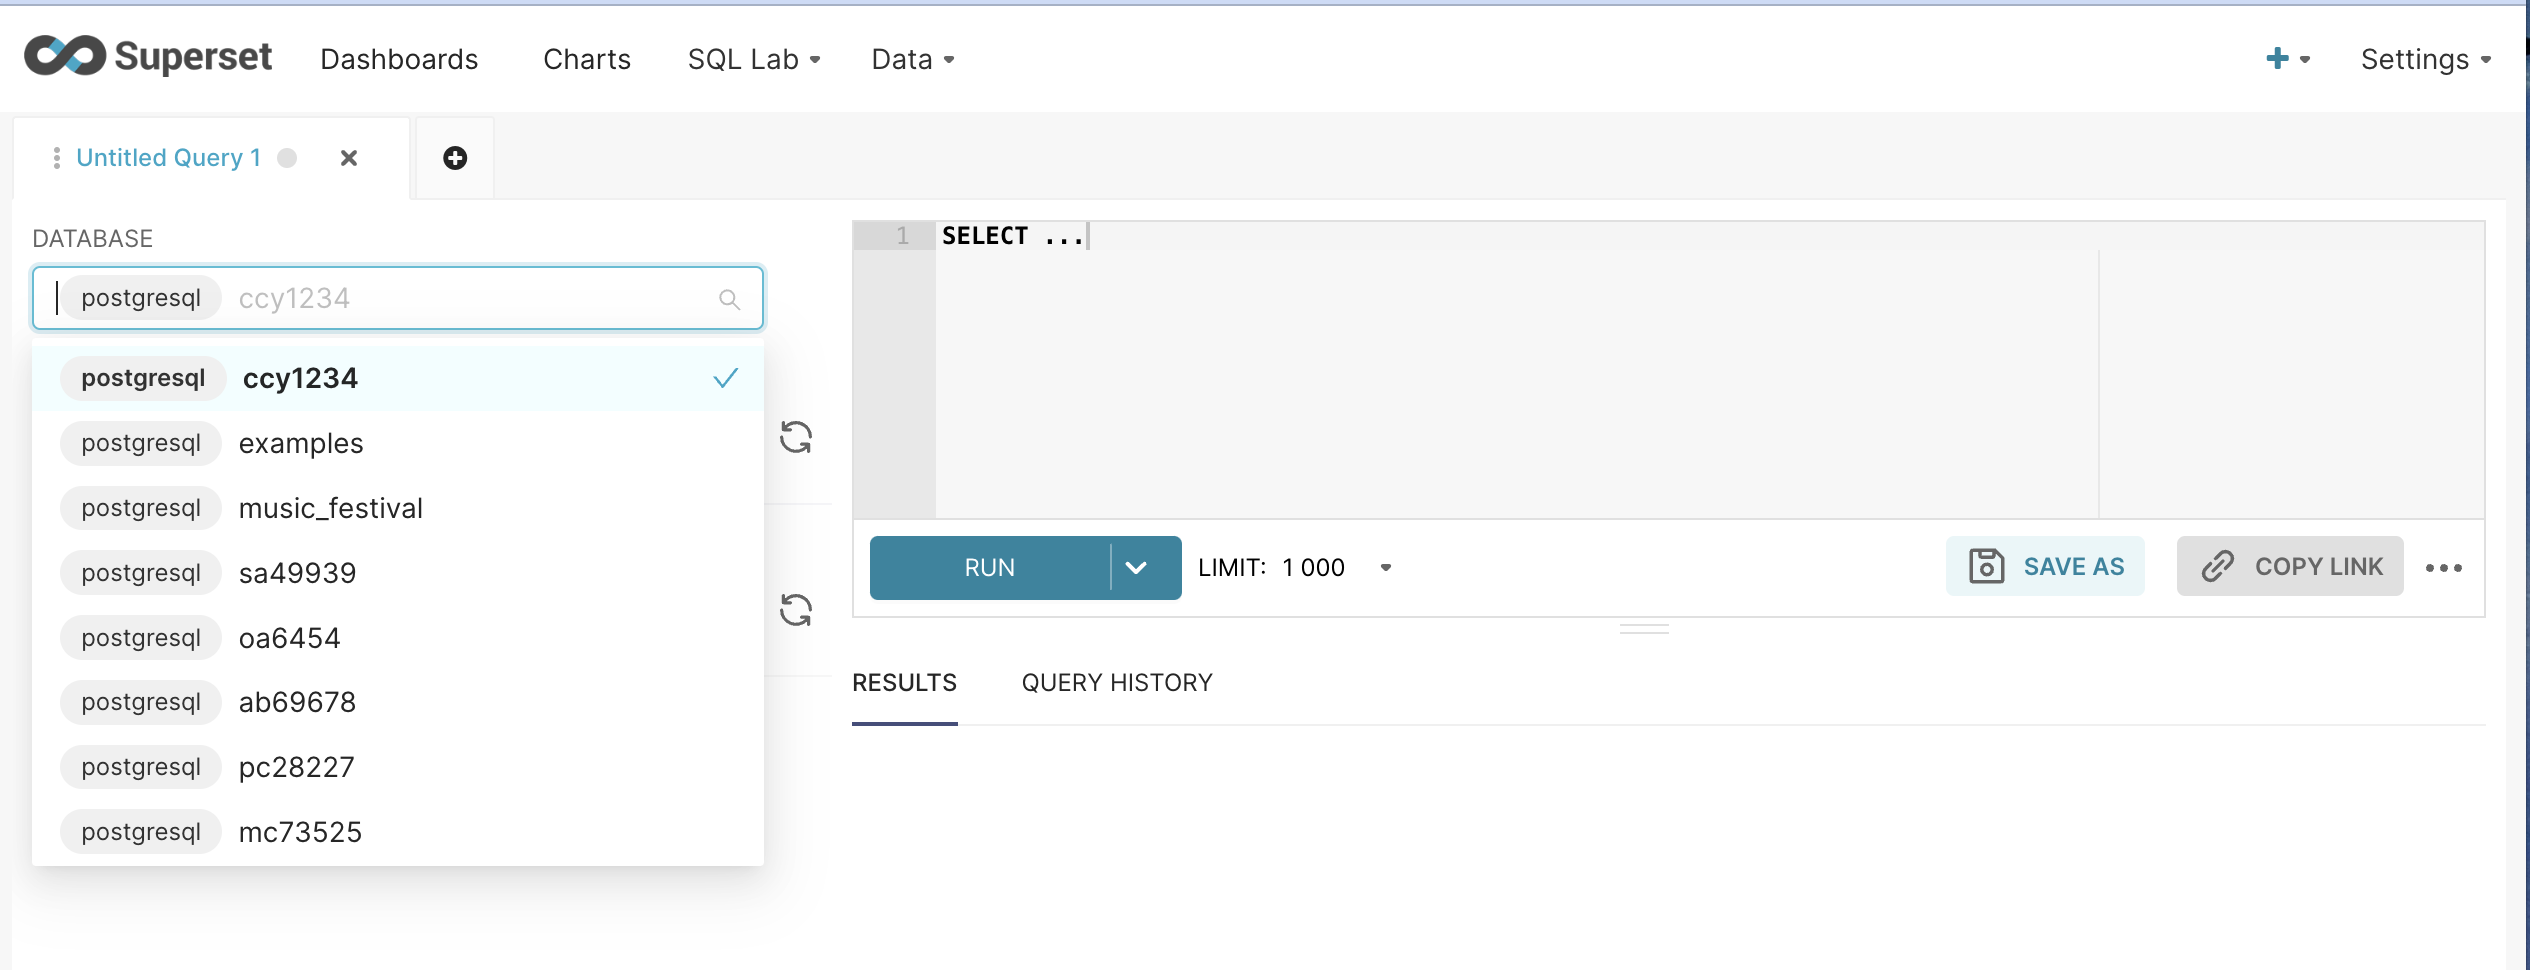 Superset Dashboards Charts SQL Lab Data Settings
Untitled Query 1
DATABASE
postgresql ccy1234
postgresql ccy1234
postgresql examples
postgresql music_festival
postgresql sa49939
postgresql oa6454
postgresql ab69678
postgresql pc28227
postgresql mc73525
1 SELECT ...
RUN LIMIT: 1 000 SAVE AS COPY LINK
RESULTS QUERY HISTORY